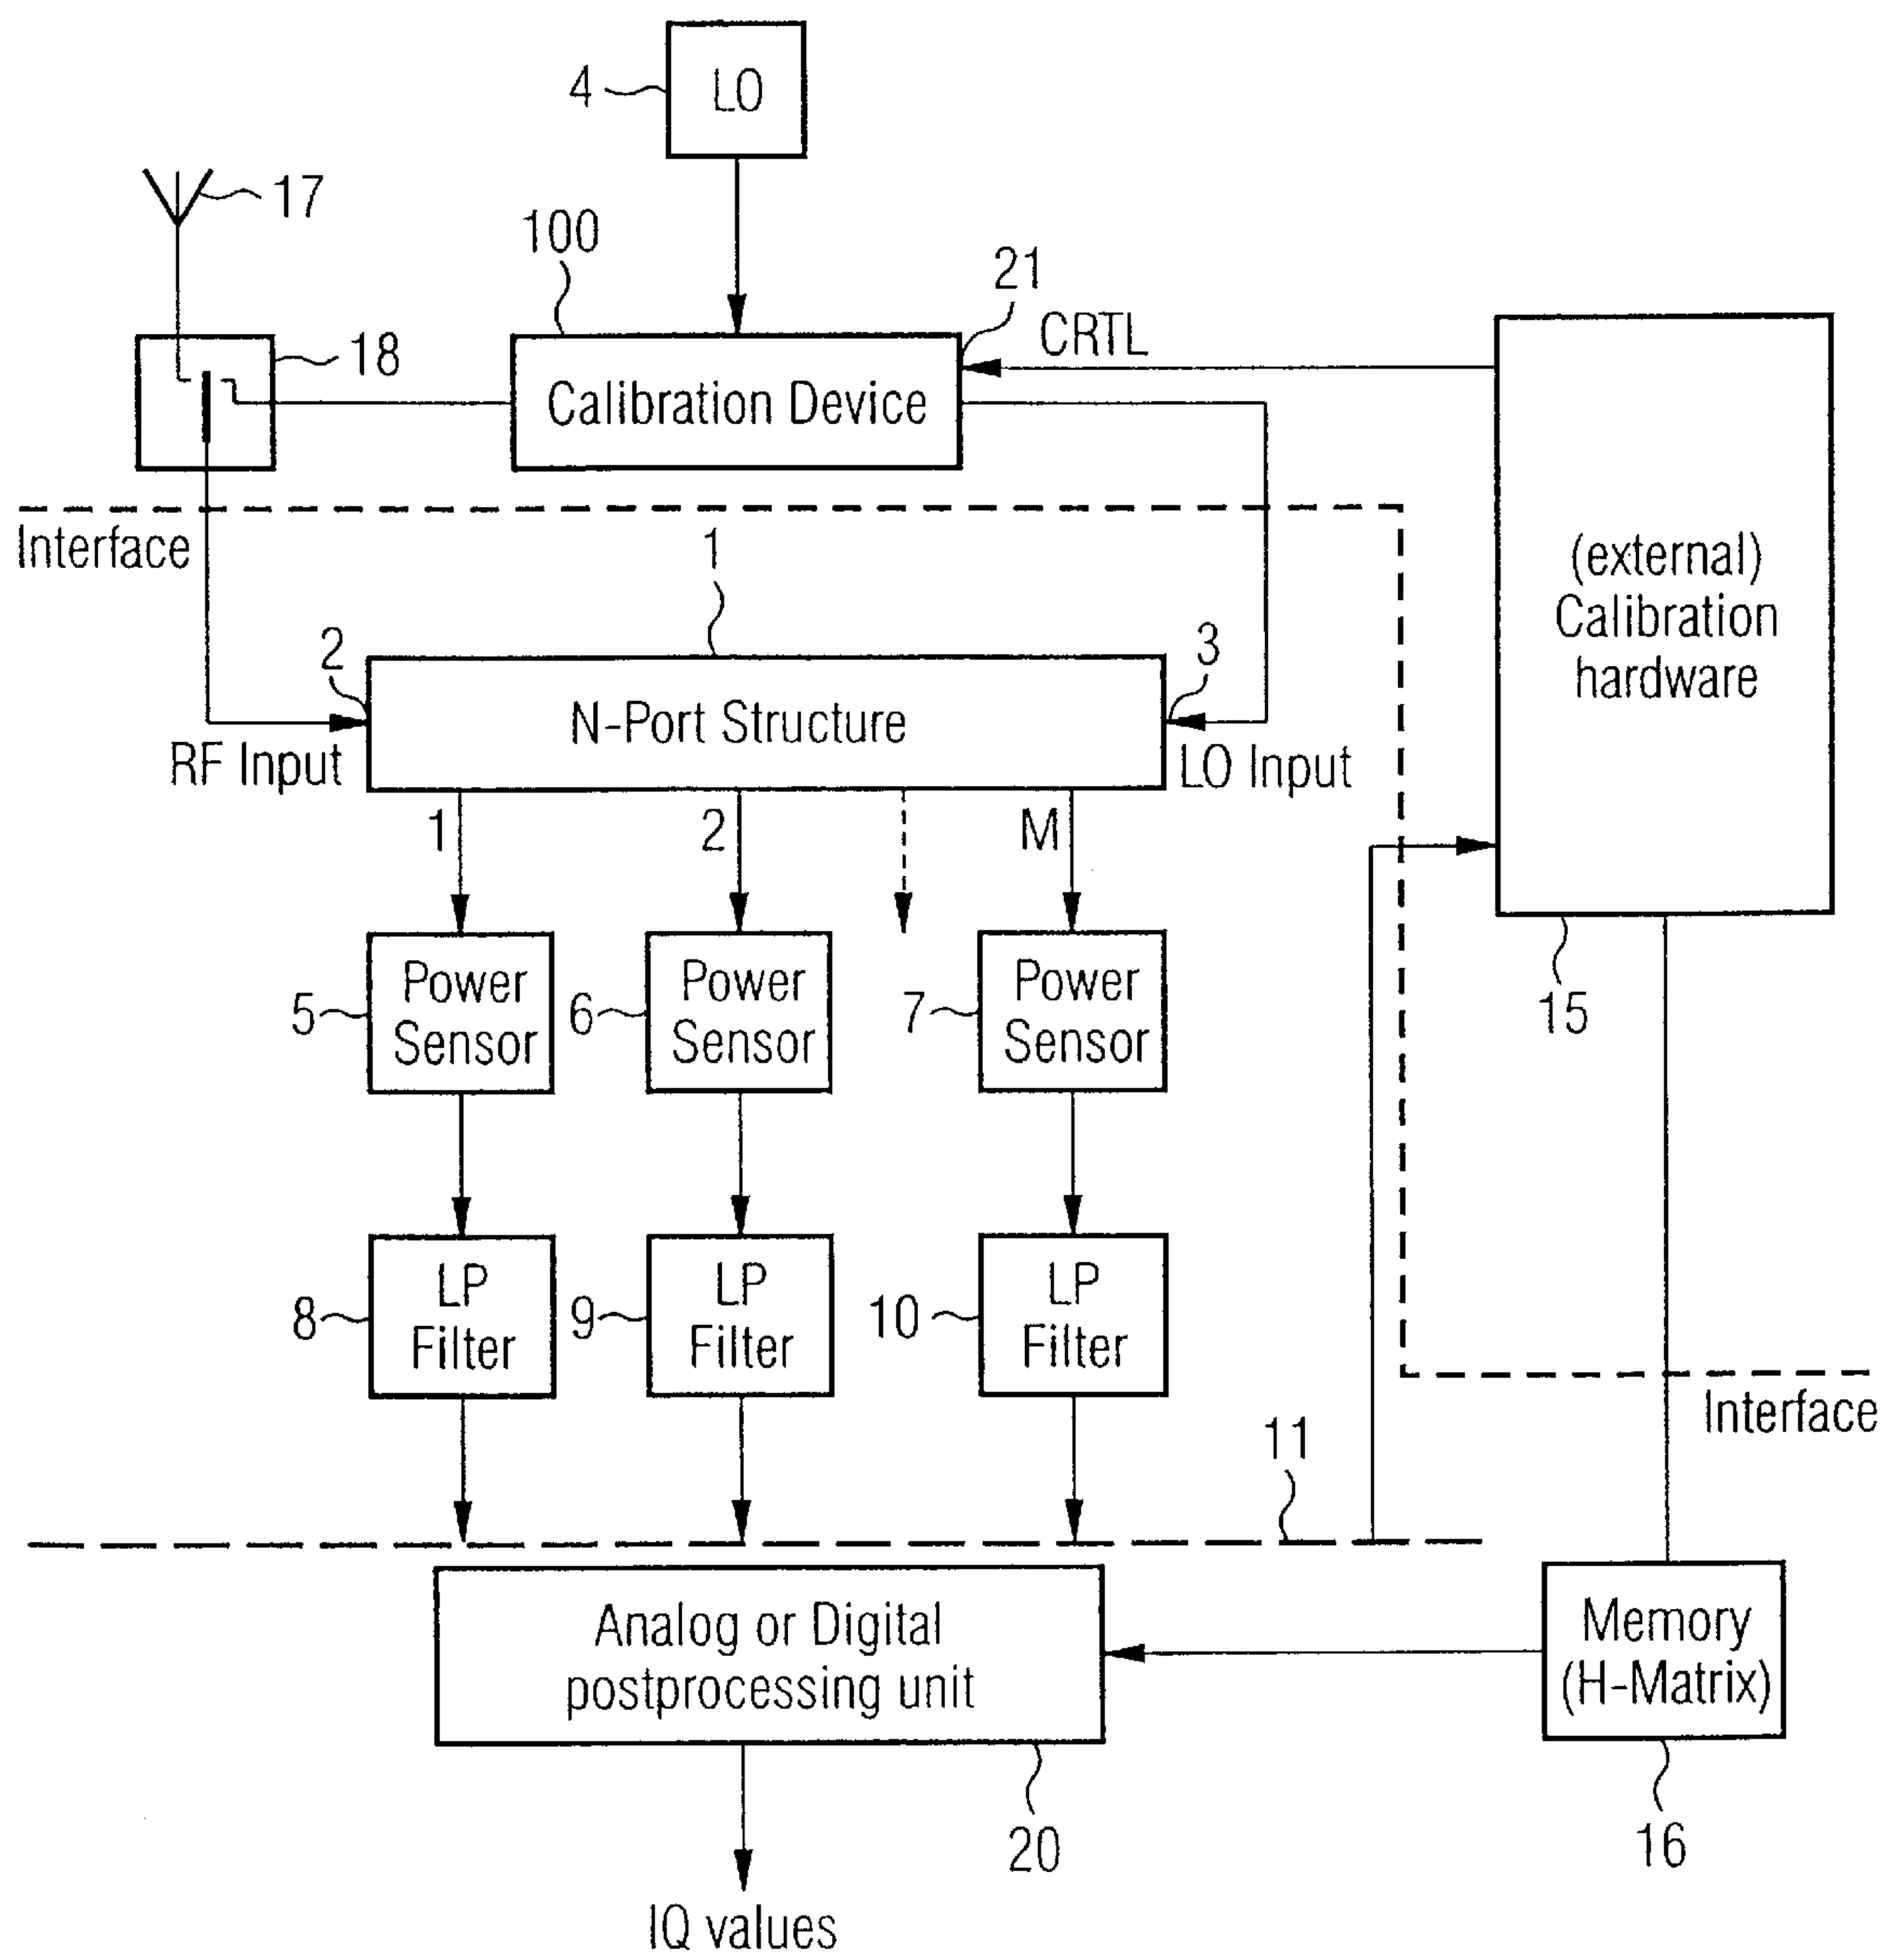 4
LO
17
100
21
CRTL
18
Calibration Device
Interface
(external)
Calibration
hardware
1
2
3
N-Port Structure
RF Input
LO Input
1
2
M
5
Power
Sensor
6
Power
Sensor
7
Power
Sensor
15
8
LP
Filter
9
LP
Filter
10
LP
Filter
Interface
11
Analog or Digital
postprocessing unit
Memory
(H-Matrix)
20
16
IQ values